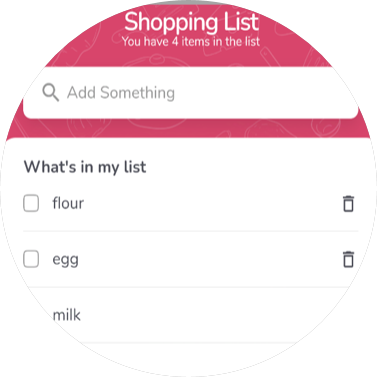 Shopping List
You have 4 items in the list
Add Something
What's in my list
flour
egg
milk